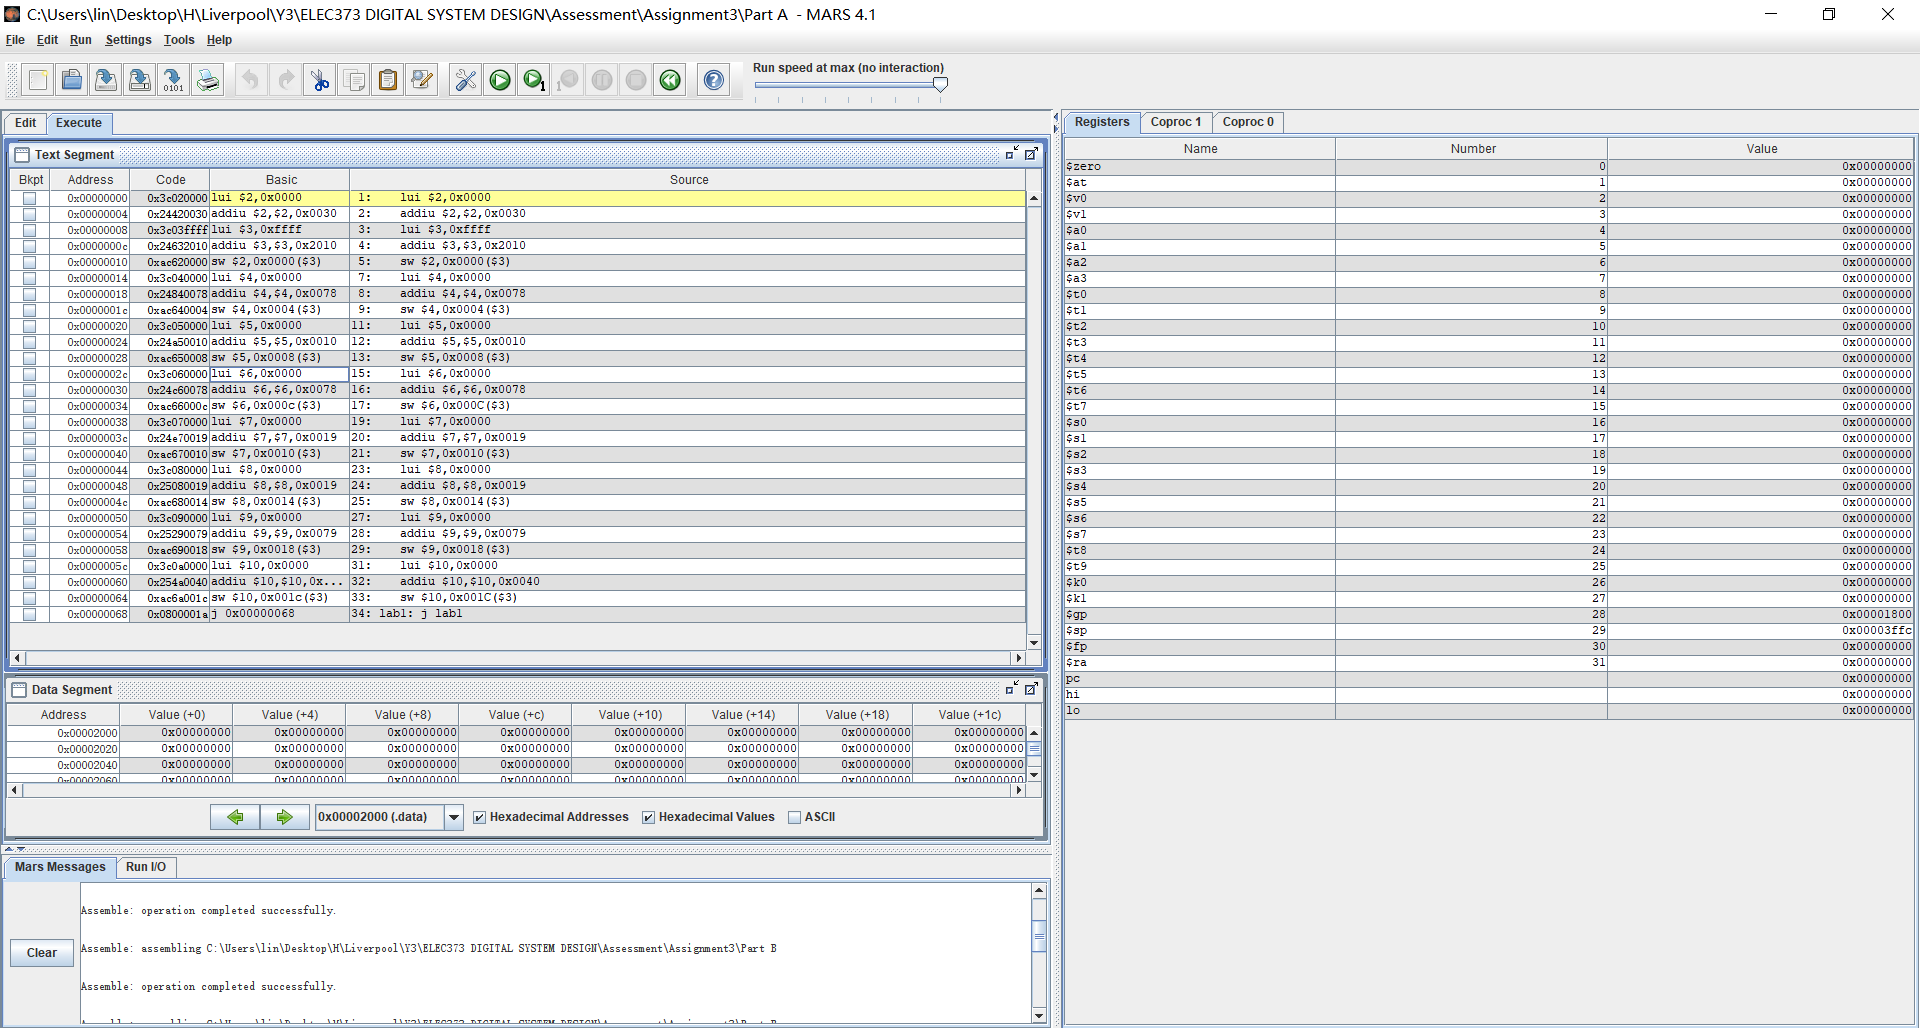 C:\Users\lin\Desktop\H\Liverpool\Y3\ELEC373 DIGITAL SYSTEM DESIGN\Assessment\Assignment3\Part A - MARS 4.1
File Edit Run Settings Tools Help
Run speed at max (no interaction)
Edit Execute
Text Segment
Bkpt Address Code Basic Source
0x00000000 0x3c020000 lui $2,0x0000 1: lui $2,0x0000
0x00000004 0x24420030 addiu $2,$2,0x0030 2: addiu $2,$2,0x0030
0x00000008 0x3c03ffff lui $3,0xffff 3: lui $3,0xffff
0x0000000c 0x24632010 addiu $3,$3,0x2010 4: addiu $3,$3,0x2010
0x00000010 0xac620000 sw $2,0x0000($3) 5: sw $2,0x0000($3)
0x00000014 0x3c040000 lui $4,0x0000 7: lui $4,0x0000
0x00000018 0x24840078 addiu $4,$4,0x0078 8: addiu $4,$4,0x0078
0x0000001c 0xac640004 sw $4,0x0004($3) 9: sw $4,0x0004($3)
0x00000020 0x3c050000 lui $5,0x0000 11: lui $5,0x0000
0x00000024 0x24a50010 addiu $5,$5,0x0010 12: addiu $5,$5,0x0010
0x00000028 0xac650008 sw $5,0x0008($3) 13: sw $5,0x0008($3)
0x0000002c 0x3c060000 lui $6,0x0000 15: lui $6,0x0000
0x00000030 0x24c60078 addiu $6,$6,0x0078 16: addiu $6,$6,0x0078
0x00000034 0xac66000c sw $6,0x000c($3) 17: sw $6,0x000C($3)
0x00000038 0x3c070000 lui $7,0x0000 19: lui $7,0x0000
0x0000003c 0x24e70019 addiu $7,$7,0x0019 20: addiu $7,$7,0x0019
0x00000040 0xac670010 sw $7,0x0010($3) 21: sw $7,0x0010($3)
0x00000044 0x3c080000 lui $8,0x0000 23: lui $8,0x0000
0x00000048 0x25080019 addiu $8,$8,0x0019 24: addiu $8,$8,0x0019
0x0000004c 0xac680014 sw $8,0x0014($3) 25: sw $8,0x0014($3)
0x00000050 0x3c090000 lui $9,0x0000 27: lui $9,0x0000
0x00000054 0x25290079 addiu $9,$9,0x0079 28: addiu $9,$9,0x0079
0x00000058 0xac690018 sw $9,0x0018($3) 29: sw $9,0x0018($3)
0x0000005c 0x3c0a0000 lui $10,0x0000 31: lui $10,0x0000
0x00000060 0x254a0040 addiu $10,$10,0x... 32: addiu $10,$10,0x0040
0x00000064 0xac6a001c sw $10,0x001c($3) 33: sw $10,0x001C($3)
0x00000068 0x0800001a j 0x00000068 34: lab1: j lab1
Data Segment
Address Value (+0) Value (+4) Value (+8) Value (+c) Value (+10) Value (+14) Value (+18) Value (+1c)
0x00002000 0x00000000 0x00000000 0x00000000 0x00000000 0x00000000 0x00000000 0x00000000 0x00000000
0x00002020 0x00000000 0x00000000 0x00000000 0x00000000 0x00000000 0x00000000 0x00000000 0x00000000
0x00002040 0x00000000 0x00000000 0x00000000 0x00000000 0x00000000 0x00000000 0x00000000 0x00000000
0x00002060 0x00000000 0x00000000 0x00000000 0x00000000 0x00000000 0x00000000 0x00000000 0x00000000
0x00002000 (.data) Hexadecimal Addresses Hexadecimal Values ASCII
Mars Messages Run I/O
Clear
Assemble: operation completed successfully.
Assemble: assembling C:\Users\lin\Desktop\H\Liverpool\Y3\ELEC373 DIGITAL SYSTEM DESIGN\Assessment\Assignment3\Part B
Assemble: operation completed successfully.
Registers Coproc 1 Coproc 0
Name Number Value
$zero 0 0x00000000
$at 1 0x00000000
$v0 2 0x00000000
$v1 3 0x00000000
$a0 4 0x00000000
$a1 5 0x00000000
$a2 6 0x00000000
$a3 7 0x00000000
$t0 8 0x00000000
$t1 9 0x00000000
$t2 10 0x00000000
$t3 11 0x00000000
$t4 12 0x00000000
$t5 13 0x00000000
$t6 14 0x00000000
$t7 15 0x00000000
$s0 16 0x00000000
$s1 17 0x00000000
$s2 18 0x00000000
$s3 19 0x00000000
$s4 20 0x00000000
$s5 21 0x00000000
$s6 22 0x00000000
$s7 23 0x00000000
$t8 24 0x00000000
$t9 25 0x00000000
$k0 26 0x00000000
$k1 27 0x00000000
$gp 28 0x00001800
$sp 29 0x00003ffc
$fp 30 0x00000000
$ra 31 0x00000000
pc 0x00000000
hi 0x00000000
lo 0x00000000